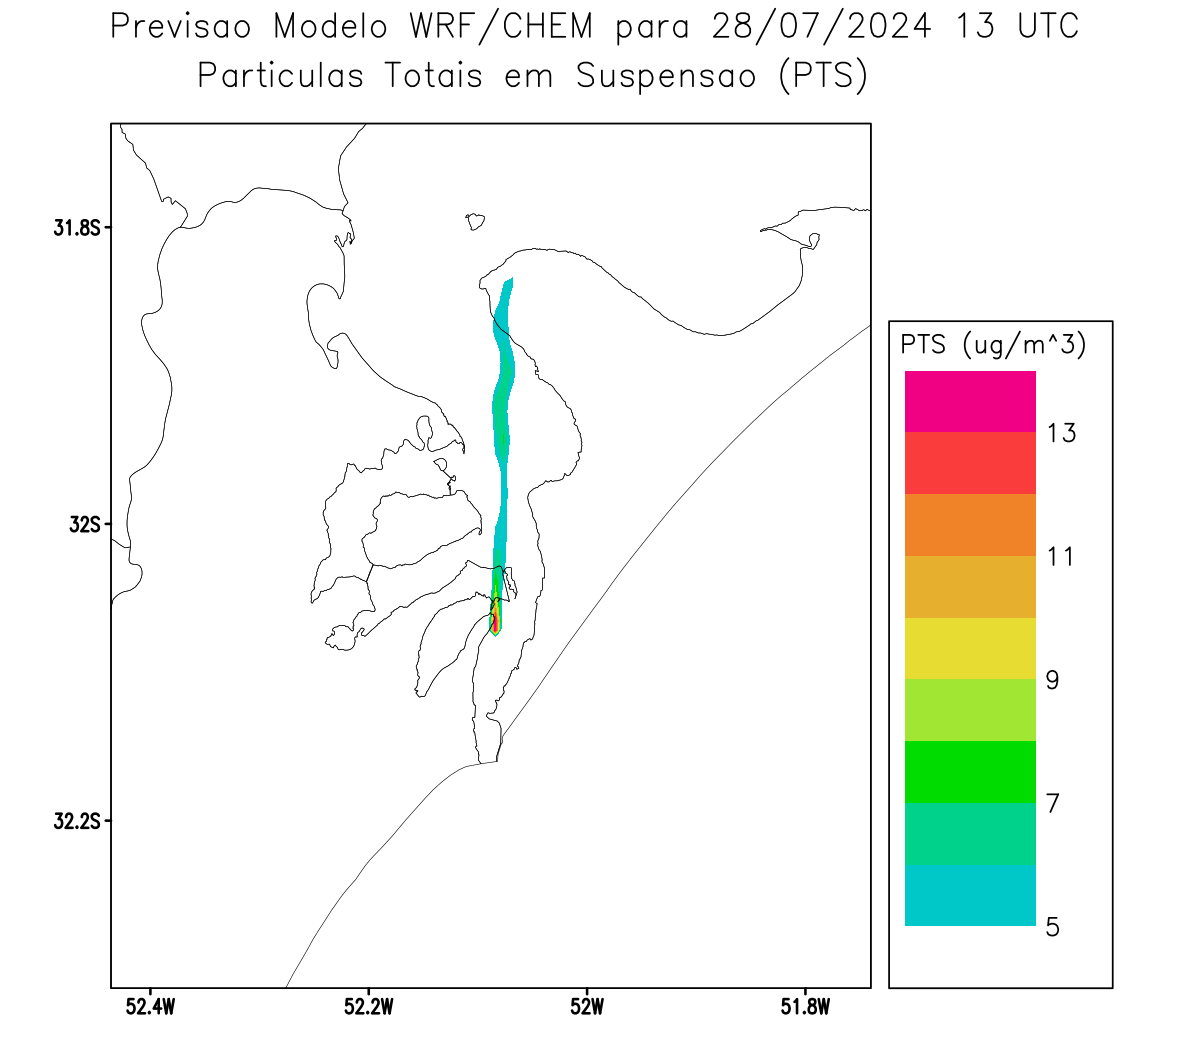 Previsao Modelo WRF/CHEM para 28/07/2024 13 UTC
Particulas Totais em Suspensao (PTS)
31.8S
32S
32.2S
52.4W
52.2W
52W
51.8W
PTS (ug/m^3)
13
11
9
7
5